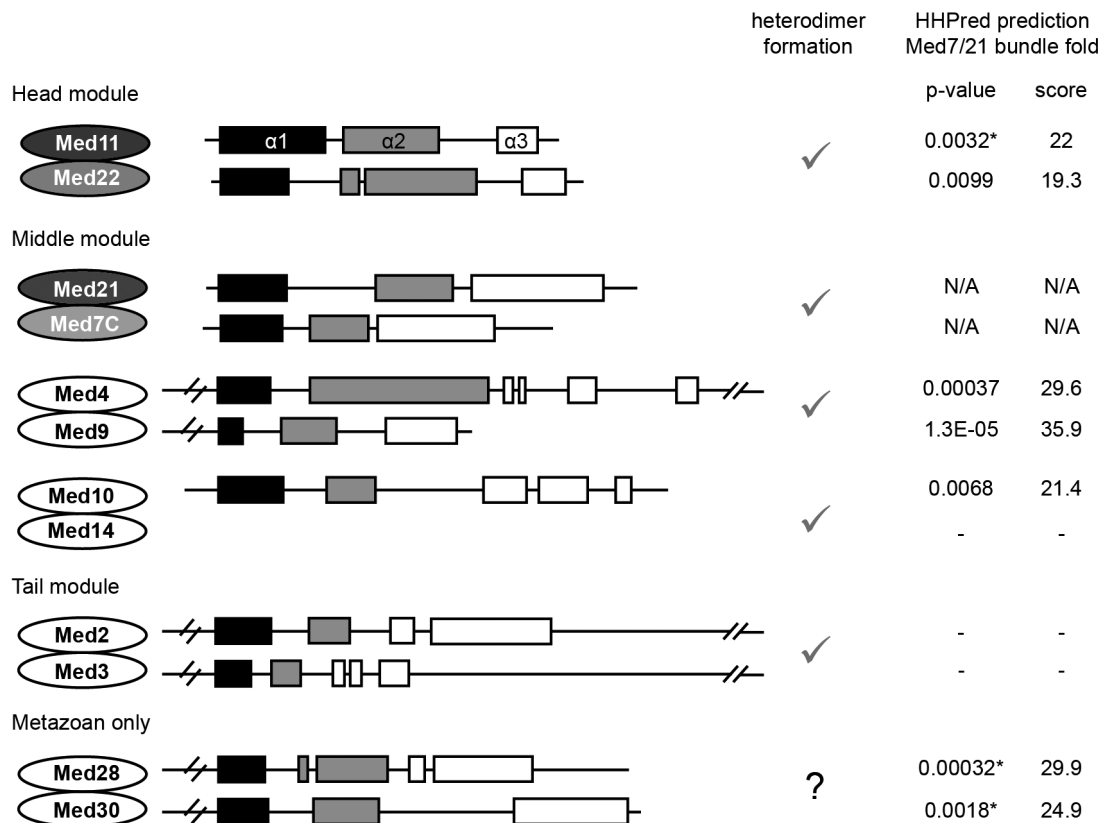 heterodimer formation
HHPred prediction Med7/21 bundle fold
p-value score
Head module
Med11 α1 α2 α3 ✓ 0.0032* 22
Med22 0.0099 19.3
Middle module
Med21 ✓ N/A N/A
Med7C N/A N/A
Med4 ✓ 0.00037 29.6
Med9 1.3E-05 35.9
Med10 0.0068 21.4
Med14 ✓ - -
Tail module
Med2 ✓ - -
Med3 - -
Metazoan only
Med28 ? 0.00032* 29.9
Med30 0.0018* 24.9